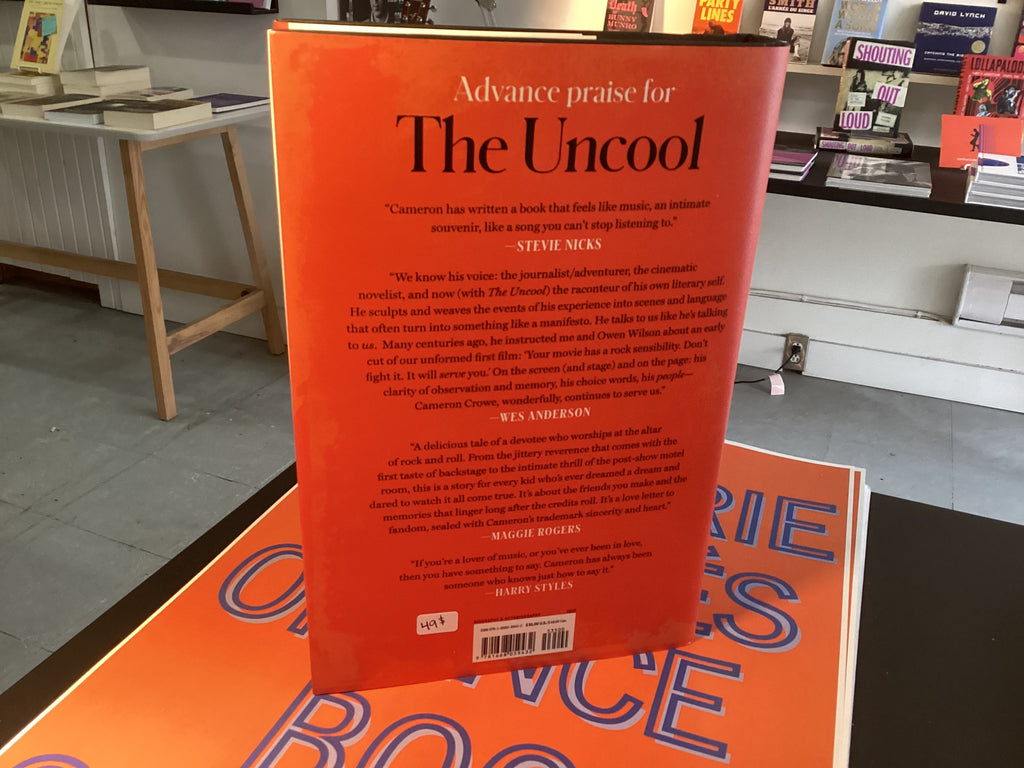 Advance praise for
The Uncool
“Cameron has written a book that feels like music, an intimate
souvenir, like a song you can’t stop listening to.”
—STEVIE NICKS
“We know his voice: the journalist/adventurer, the cinematic
novelist, and now (with The Uncool) the raconteur of his own literary self.
He sculpts and weaves the events of his experience into scenes and language
that often turn into something like a manifesto. He talks to us like he’s talking
to us. Many centuries ago, he instructed me and Owen Wilson about an early
cut of our unformed first film: ‘Your movie has a rock sensibility. Don’t
fight it. It will serve you.’ On the screen (and stage) and on the page: his
clarity of observation and memory, his choice words, his people—
Cameron Crowe, wonderfully, continues to serve us.”
—WES ANDERSON
“A delicious tale of a devotee who worships at the altar
of rock and roll. From the jittery reverence that comes with the
first taste of backstage to the intimate thrill of the post-show motel
room, this is a story for every kid who’s ever dreamed a dream and
dared to watch it all come true. It’s about the friends you make and the
memories that linger long after the credits roll. It’s a love letter to
fandom, sealed with Cameron’s trademark sincerity and heart.”
—MAGGIE ROGERS
“If you’re a lover of music, or you’ve ever been in love,
then you have something to say. Cameron has always been
someone who knows just how to say it.”
—HARRY STYLES
49$
Death
BUNNY
MUNRO
PARTY
LINES
SMITH
DAVID LYNCH
SHOUTING
OUT
LOUD
SHOUTING OUT LOUD
LOLLAPALOO
RIE
BOO
NCE